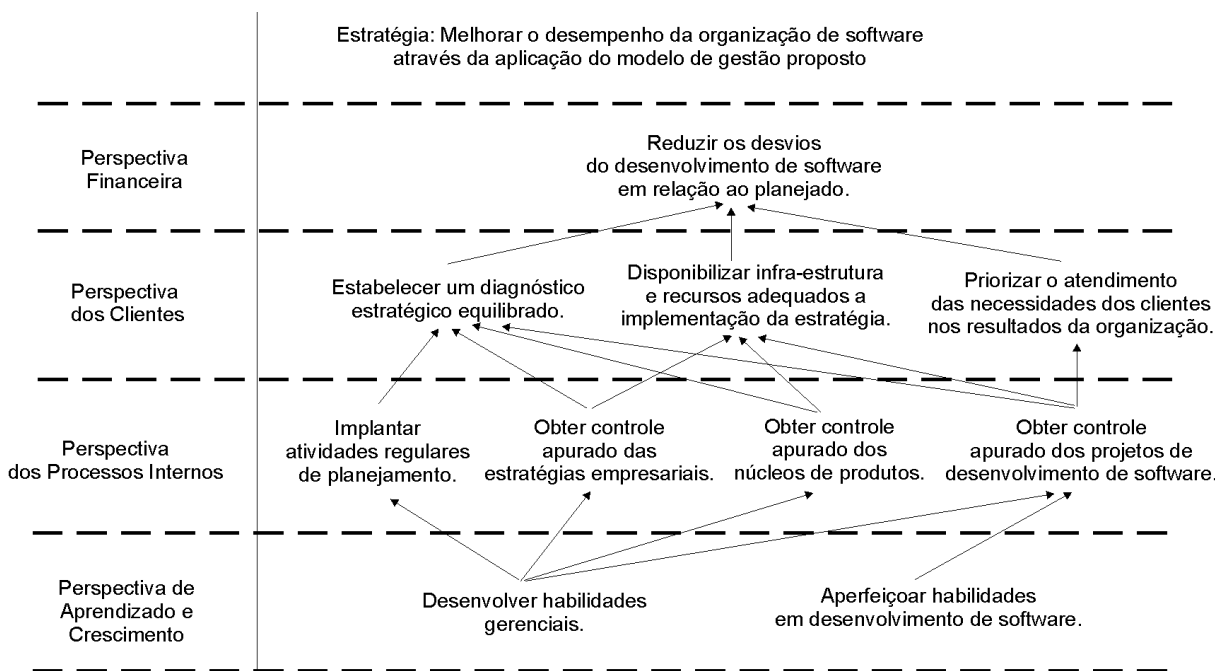 Estratégia: Melhorar o desempenho da organização de software
através da aplicação do modelo de gestão proposto
Perspectiva
Financeira
Reduzir os desvios
do desenvolvimento de software
em relação ao planejado.
Perspectiva
dos Clientes
Estabelecer um diagnóstico
estratégico equilibrado.
Disponibilizar infra-estrutura
e recursos adequados a
implementação da estratégia.
Priorizar o atendimento
das necessidades dos clientes
nos resultados da organização.
Perspectiva
dos Processos Internos
Implantar
atividades regulares
de planejamento.
Obter controle
apurado das
estratégias empresariais.
Obter controle
apurado dos
núcleos de produtos.
Obter controle
apurado dos projetos de
desenvolvimento de software.
Perspectiva de
Aprendizado e
Crescimento
Desenvolver habilidades
gerenciais.
Aperfeiçoar habilidades
em desenvolvimento de software.